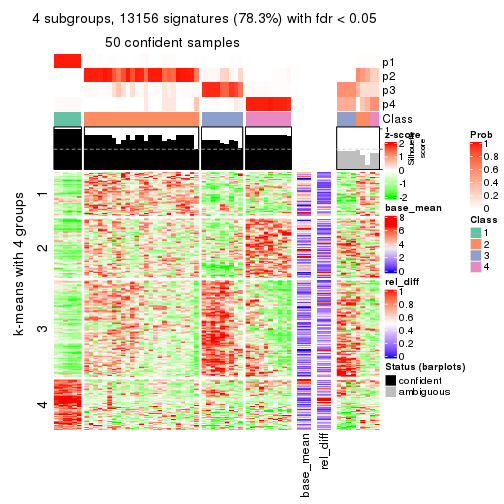 4 subgroups, 13156 signatures (78.3%) with fdr < 0.05
50 confident samples
p1
p2
p3
p4
Class
1
Silhouette
score
k-means with 4 groups
1
2
3
4
base_mean
rel_diff
z-score
2
1
0
-1
-2
base_mean
8
6
4
2
0
rel_diff
1
0.8
0.6
0.4
0.2
0
Status (barplots)
confident
ambiguous
Prob
1
0.8
0.6
0.4
0.2
0
Class
1
2
3
4